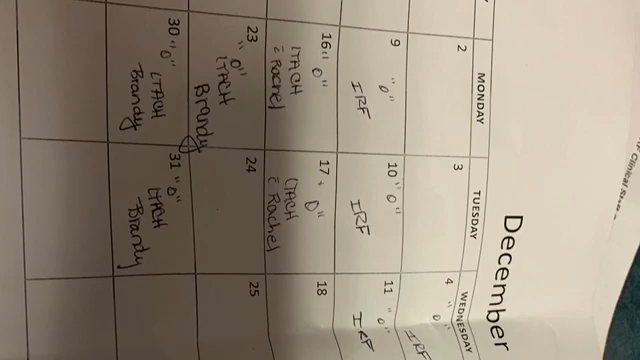 December
MONDAY
TUESDAY
WEDNESDAY
2
3
4 "0"
IRF
9 "0"
IRF
10 "0"
IRF
11 "0"
IRF
16 " 0"
LTACH
c̄ Rachel
17 " 0"
LTACH
c̄ Rachel
18
23 "0"
LTACH
Brandy
24
25
30 "0"
LTACH
Brandy
31 "0"
LTACH
Brandy